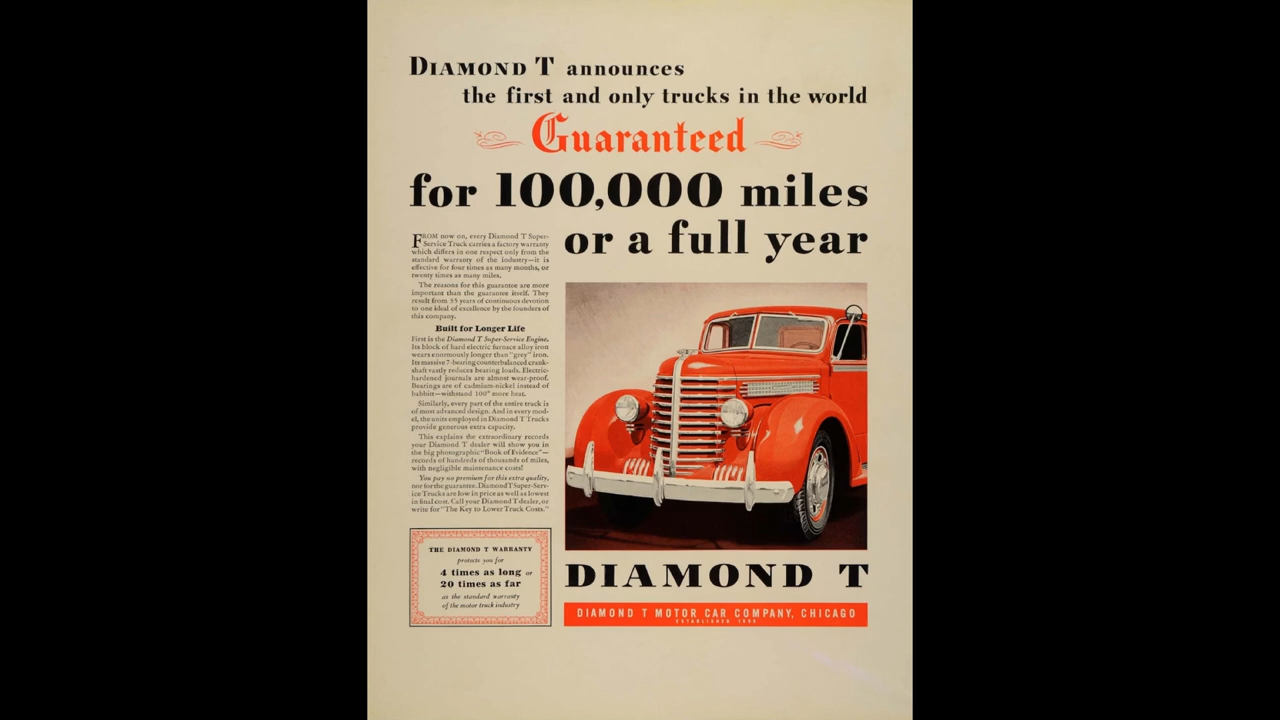 DIAMOND T announces
the first and only trucks in the world
Guaranteed
for 100,000 miles
or a full year
FROM now on, every Diamond T Super-
Service Truck carries a factory warranty
which differs in one respect only from the
standard warranty of the industry—it is
effective for four times as many months, or
twenty times as many miles.
The reasons for this guarantee are more
important than the guarantee itself. They
result from 35 years of continuous devotion
to one ideal of excellence by the founders of
this company.
Built for Longer Life
First is the Diamond T Super-Service Engine.
Its block of hard electric furnace alloy iron
wears enormously longer than "grey" iron.
Its massive 7-bearing counterbalanced crank-
shaft vastly reduces bearing loads. Electric-
hardened journals are almost wear-proof.
Bearings are of cadmium-nickel instead of
babbitt—withstand 100° more heat.
Similarly, every part of the entire truck is
of most advanced design. And in every mod-
el, the units employed in Diamond T Trucks
provide generous extra capacity.
This explains the extraordinary records
your Diamond T dealer will show you in
the big photographic "Book of Evidence"—
records of hundreds of thousands of miles,
with negligible maintenance costs!
You pay no premium for this extra quality,
nor for the guarantee. Diamond T Super-Serv-
ice Trucks are low in price as well as lowest
in final cost. Call your Diamond T dealer, or
write for "The Key to Lower Truck Costs."
THE DIAMOND T WARRANTY
protects you for
4 times as long or
20 times as far
as the standard warranty
of the motor truck industry
DIAMOND T
DIAMOND T MOTOR CAR COMPANY, CHICAGO
ESTABLISHED